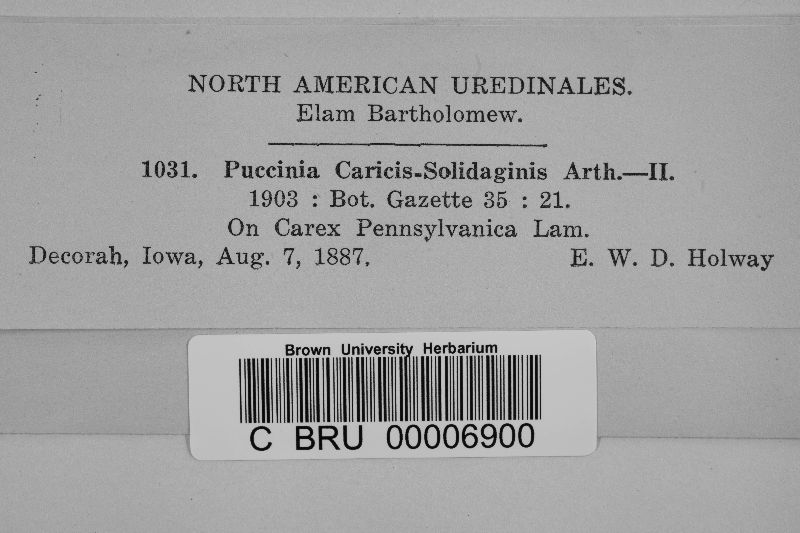 NORTH AMERICAN UREDINALES.
Elam Bartholomew.
1031. Puccinia Caricis-Solidaginis Arth.—II.
1903 : Bot. Gazette 35 : 21.
On Carex Pennsylvanica Lam.
Decorah, Iowa, Aug. 7, 1887. E. W. D. Holway
Brown University Herbarium
C BRU 00006900